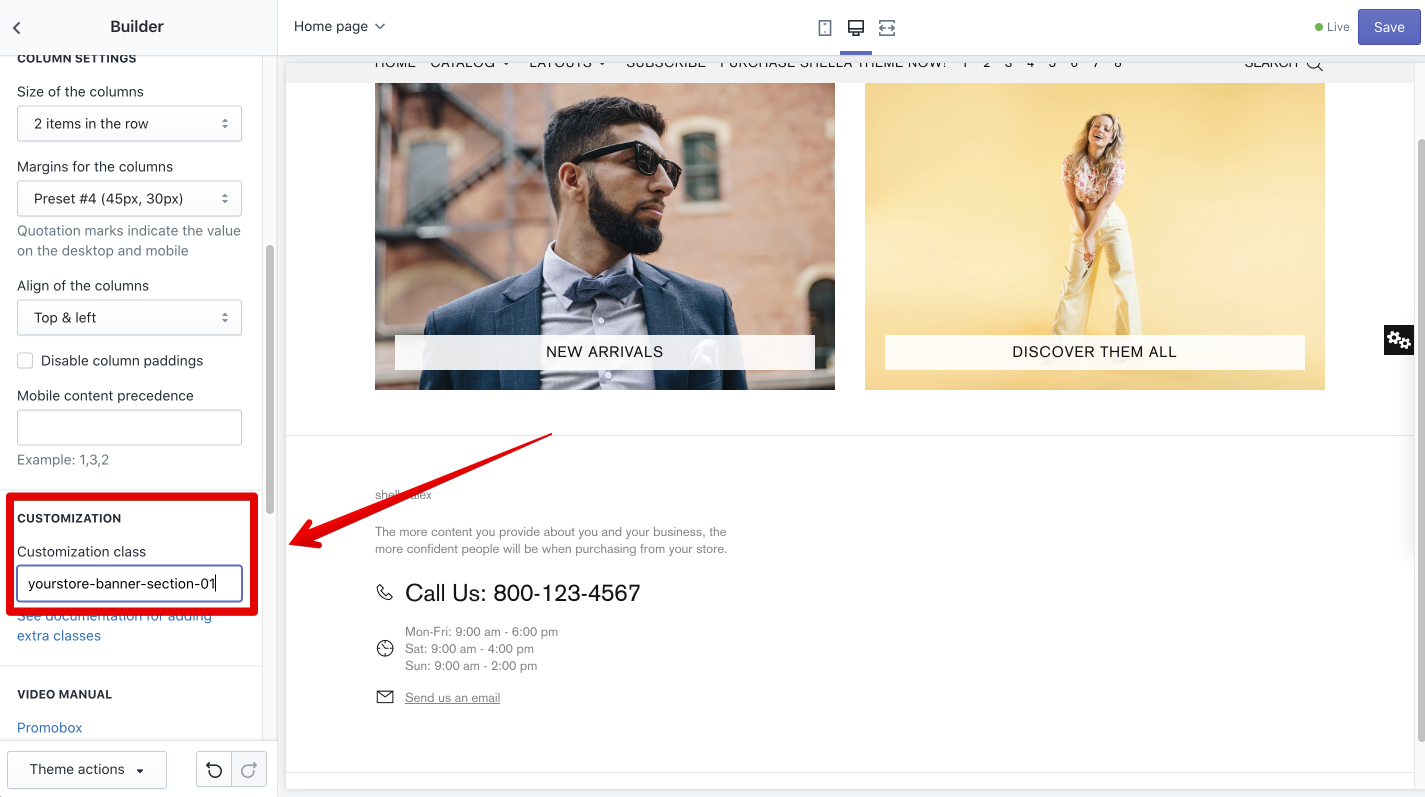 Builder
Home page
Live
Save
COLUMN SETTINGS
Size of the columns
2 items in the row
Margins for the columns
Preset #4 (45px, 30px)
Quotation marks indicate the value
on the desktop and mobile
Align of the columns
Top & left
Disable column paddings
Mobile content precedence
Example: 1,3,2
CUSTOMIZATION
Customization class
yourstore-banner-section-01
See documentation for adding
extra classes
VIDEO MANUAL
Promobox
Theme actions
HOME CATALOG LAYOUTS SUBSCRIBE PURCHASE SHELLA THEME NOW! 1 2 3 4 5 6 7 8 SEARCH
NEW ARRIVALS
DISCOVER THEM ALL
The more content you provide about you and your business, the
more confident people will be when purchasing from your store.
Call Us: 800-123-4567
Mon-Fri: 9:00 am - 6:00 pm
Sat: 9:00 am - 4:00 pm
Sun: 9:00 am - 2:00 pm
Send us an email